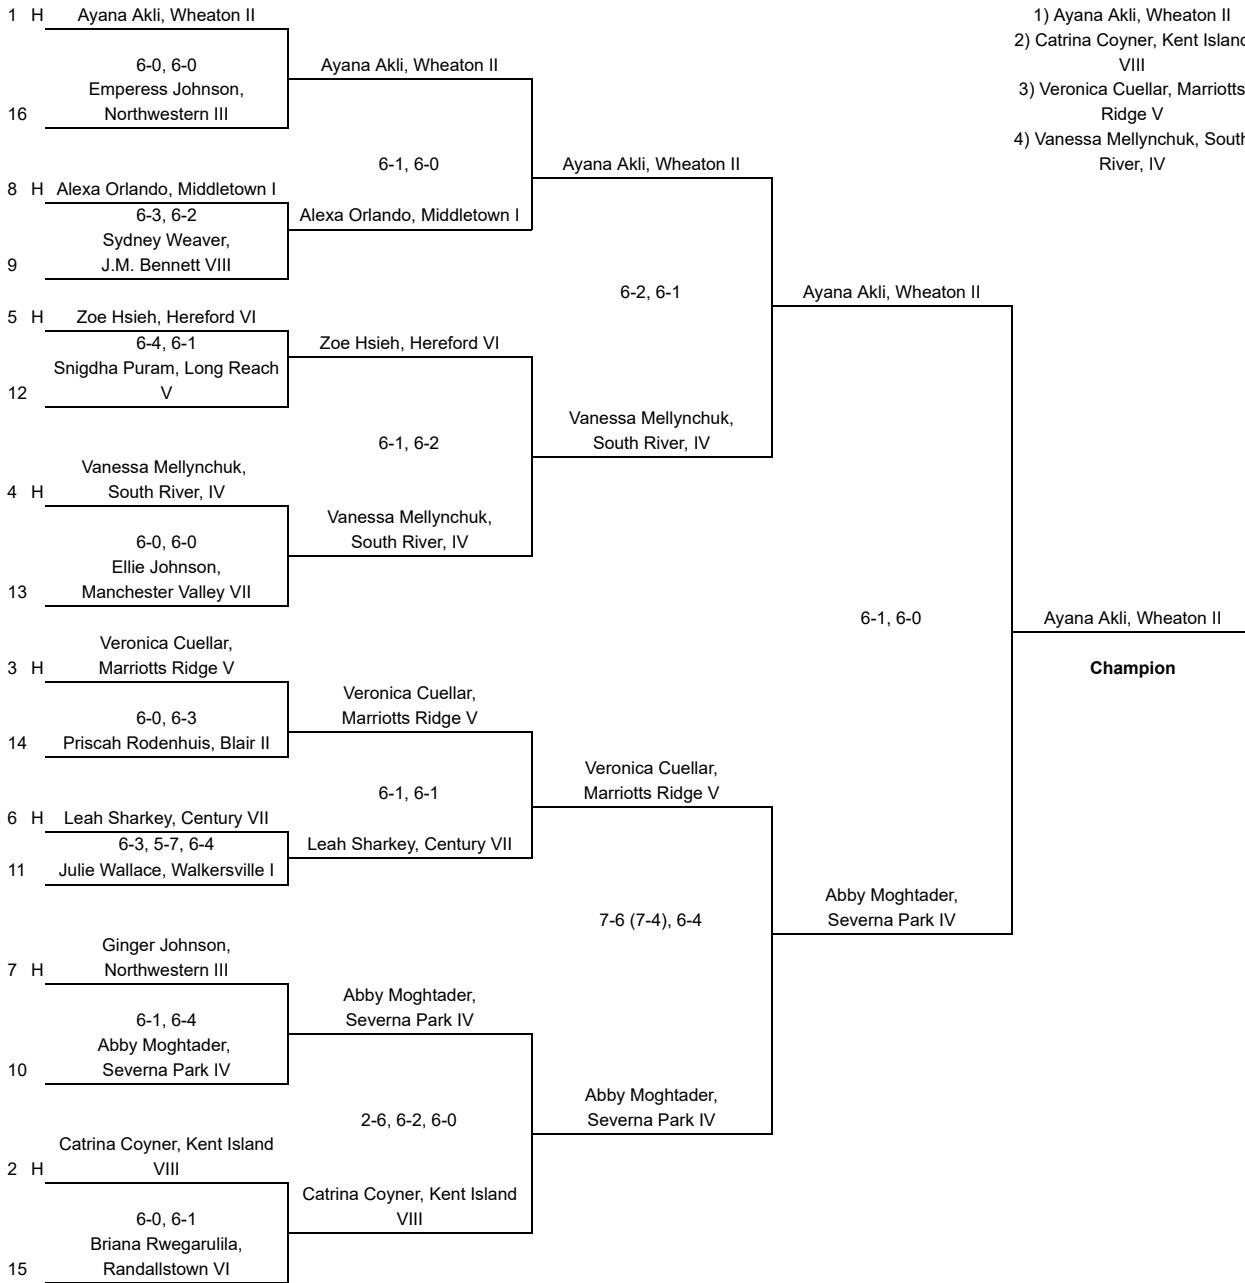 1 H Ayana Akli, Wheaton II
6-0, 6-0
Emperess Johnson,
16 Northwestern III
8 H Alexa Orlando, Middletown I
6-3, 6-2
Sydney Weaver,
9 J.M. Bennett VIII
5 H Zoe Hsieh, Hereford VI
6-4, 6-1
Snigdha Puram, Long Reach
12 V
Vanessa Mellynchuk,
4 H South River, IV
6-0, 6-0
Ellie Johnson,
13 Manchester Valley VII
Veronica Cuellar,
3 H Marriotts Ridge V
6-0, 6-3
14 Priscah Rodenhuis, Blair II
6 H Leah Sharkey, Century VII
6-3, 5-7, 6-4
11 Julie Wallace, Walkersville I
Ginger Johnson,
7 H Northwestern III
6-1, 6-4
Abby Moghtader,
10 Severna Park IV
Catrina Coyner, Kent Island
2 H VIII
6-0, 6-1
Briana Rwegarulila,
15 Randallstown VI
Ayana Akli, Wheaton II
6-1, 6-0
Alexa Orlando, Middletown I
Zoe Hsieh, Hereford VI
6-1, 6-2
Vanessa Mellynchuk,
South River, IV
Veronica Cuellar,
Marriotts Ridge V
6-1, 6-1
Leah Sharkey, Century VII
Abby Moghtader,
Severna Park IV
2-6, 6-2, 6-0
Catrina Coyner, Kent Island
VIII
Ayana Akli, Wheaton II
6-2, 6-1
Vanessa Mellynchuk,
South River, IV
Veronica Cuellar,
Marriotts Ridge V
7-6 (7-4), 6-4
Abby Moghtader,
Severna Park IV
Ayana Akli, Wheaton II
6-1, 6-0
Abby Moghtader,
Severna Park IV
Ayana Akli, Wheaton II
Champion
1) Ayana Akli, Wheaton II
2) Catrina Coyner, Kent Island
VIII
3) Veronica Cuellar, Marriotts
Ridge V
4) Vanessa Mellynchuk, South
River, IV